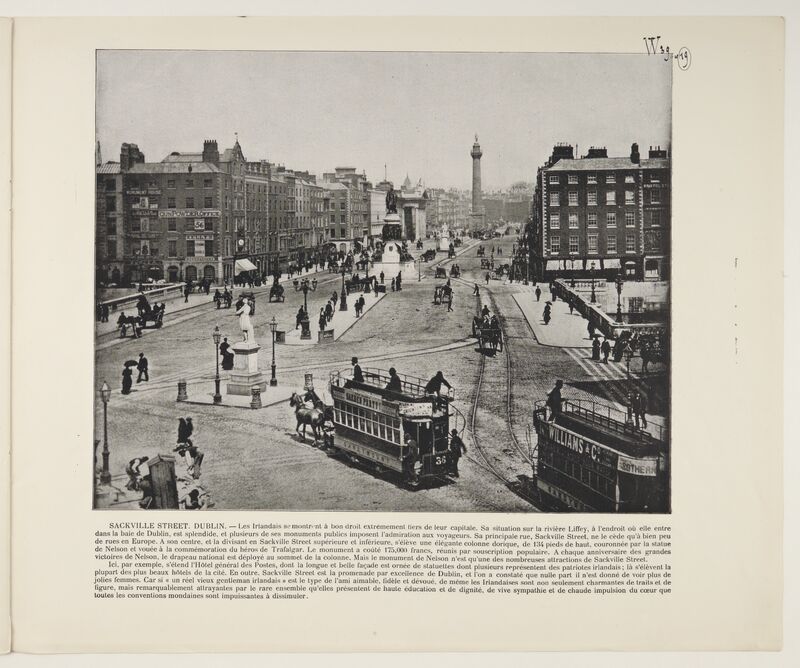 W 39
19
MONUMENT HOUSE
GUNPOWDER OFFICE
56
36
WILLIAMS & Co
SACKVILLE STREET. DUBLIN. — Les Irlandais se montrent à bon droit extrêmement fiers de leur capitale. Sa situation sur la rivière Liffey, à l'endroit où elle entre
dans la baie de Dublin, est splendide, et plusieurs de ses monuments publics imposent l'admiration aux voyageurs. Sa principale rue, Sackville Street, ne le cède qu'à bien peu
de rues en Europe. A son centre, et la divisant en Sackville Street supérieure et inférieure, s'élève une élégante colonne dorique, de 134 pieds de haut, couronnée par la statue
de Nelson et vouée à la commémoration du héros de Trafalgar. Le monument a coûté 175,000 francs, réunis par souscription populaire. A chaque anniversaire des grandes
victoires de Nelson, le drapeau national est déployé au sommet de la colonne. Mais le monument de Nelson n'est qu'une des nombreuses attractions de Sackville Street.
Ici, par exemple, s'étend l'Hôtel général des Postes, dont la longue et belle façade est ornée de statuettes dont plusieurs représentent des patriotes irlandais ; là s'élèvent la
plupart des plus beaux hôtels de la cité. En outre, Sackville Street est la promenade par excellence de Dublin, et l'on a constaté que nulle part il n'est donné de voir plus de
jolies femmes. Car si « un réel vieux gentleman irlandais » est le type de l'ami aimable, fidèle et dévoué, de même les Irlandaises sont non seulement charmantes de traits et de
figure, mais remarquablement attrayantes par le rare ensemble qu'elles présentent de haute éducation et de dignité, de vive sympathie et de chaude impulsion du cœur que
toutes les conventions mondaines sont impuissantes à dissimuler.